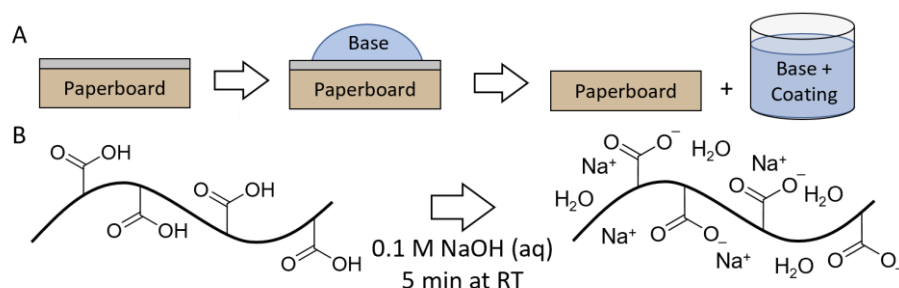 A
Paperboard
Base
Paperboard
Paperboard
+
Base +
Coating
B
O OH
O OH
O OH
O OH
0.1 M NaOH (aq)
5 min at RT
O O⁻
Na⁺
H₂O
Na⁺
O O⁻
H₂O
H₂O
Na⁺
O O⁻
Na⁺
H₂O
O O⁻